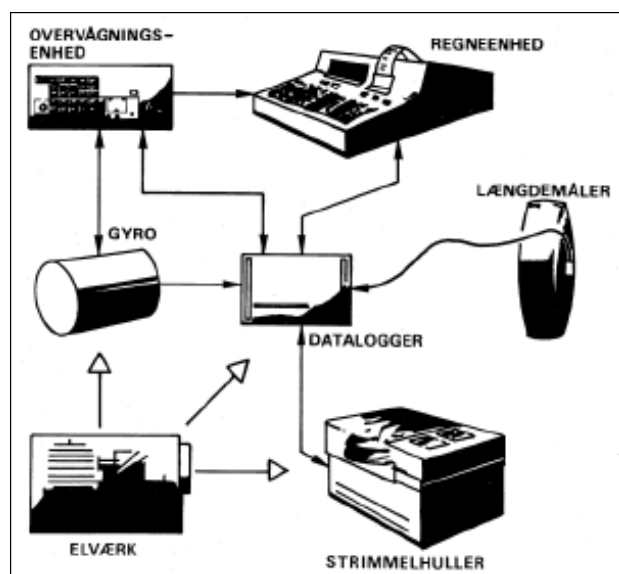 OVERVÅGNINGS-
ENHED
REGNEENHED
LÆNGDEMÅLER
GYRO
DATALOGGER
ELVÆRK
STRIMMELHULLER